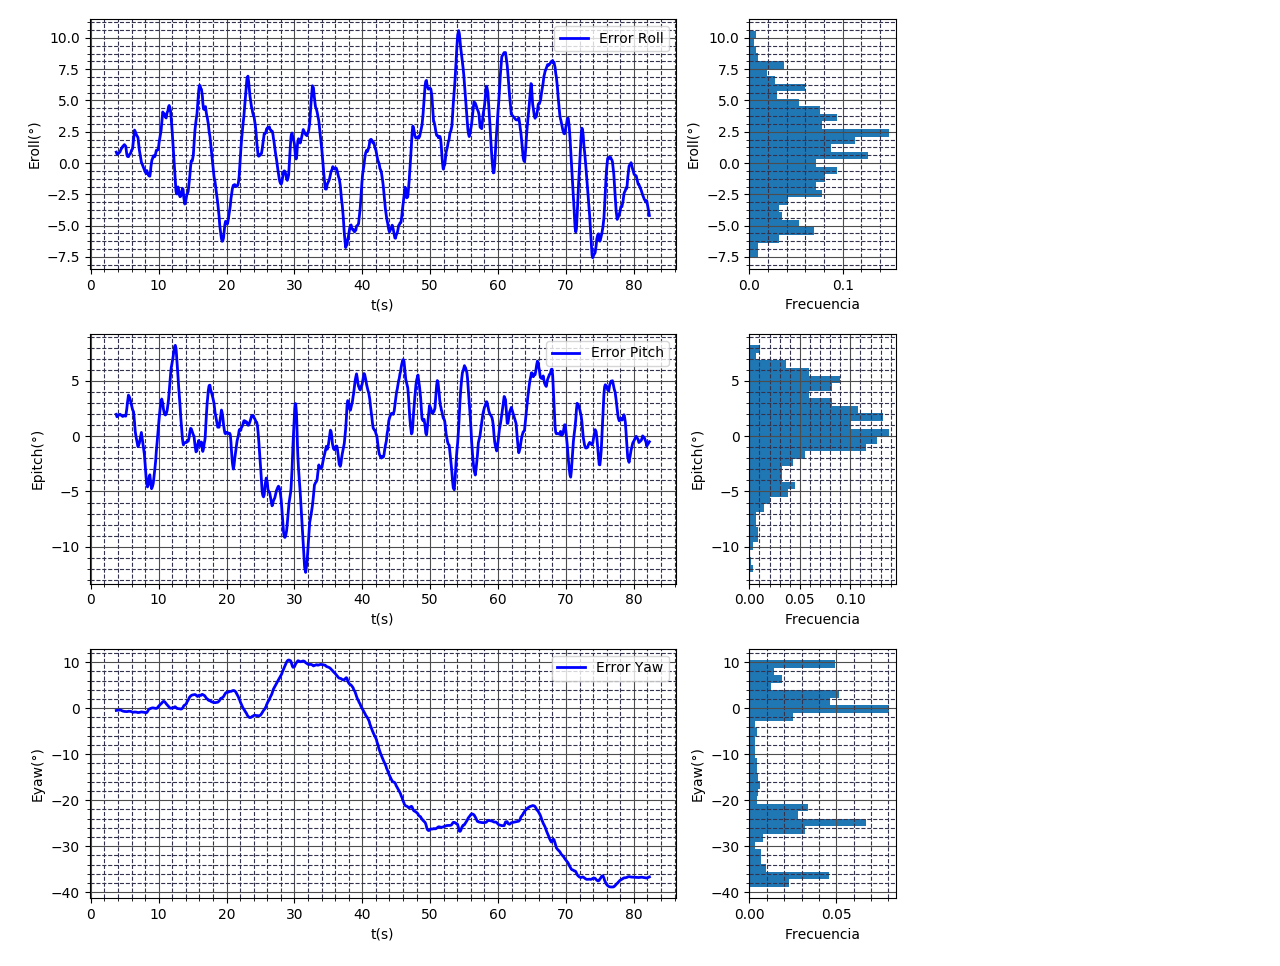 Eroll(°)
10.0
7.5
5.0
2.5
0.0
−2.5
−5.0
−7.5
Error Roll
0 10 20 30 40 50 60 70 80
t(s)
Eroll(°)
10.0
7.5
5.0
2.5
0.0
−2.5
−5.0
−7.5
0.0 0.1
Frecuencia
Epitch(°)
5
0
−5
−10
Error Pitch
0 10 20 30 40 50 60 70 80
t(s)
Epitch(°)
5
0
−5
−10
0.00 0.05 0.10
Frecuencia
Eyaw(°)
10
0
−10
−20
−30
−40
Error Yaw
0 10 20 30 40 50 60 70 80
t(s)
Eyaw(°)
10
0
−10
−20
−30
−40
0.00 0.05
Frecuencia